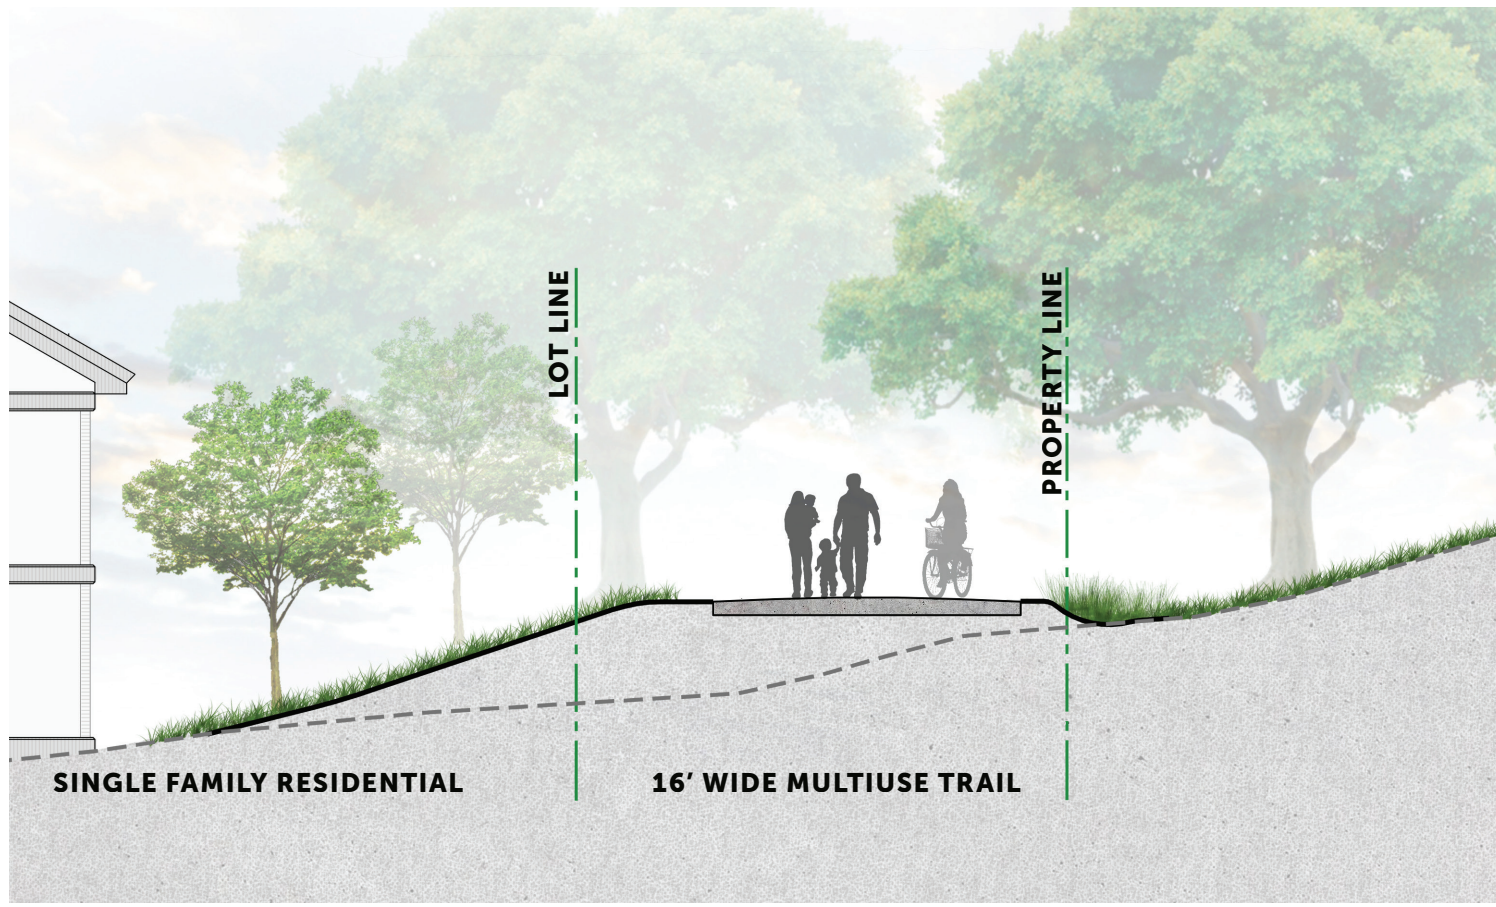 LOT LINE
PROPERTY LINE
SINGLE FAMILY RESIDENTIAL
16’ WIDE MULTIUSE TRAIL